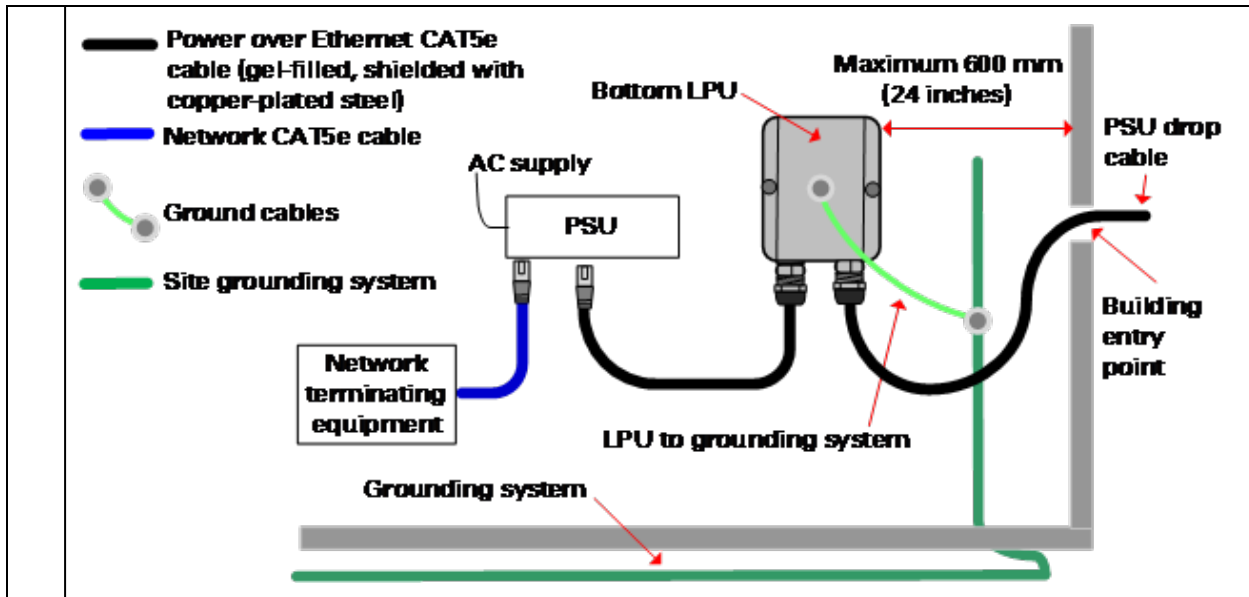 Power over Ethernet CAT5e
cable (gel-filled, shielded with
copper-plated steel)
Network CAT5e cable
Ground cables
Site grounding system
AC supply
PSU
Network
terminating
equipment
Bottom LPU
Maximum 600 mm
(24 inches)
PSU drop
cable
Building
entry
point
LPU to grounding system
Grounding system